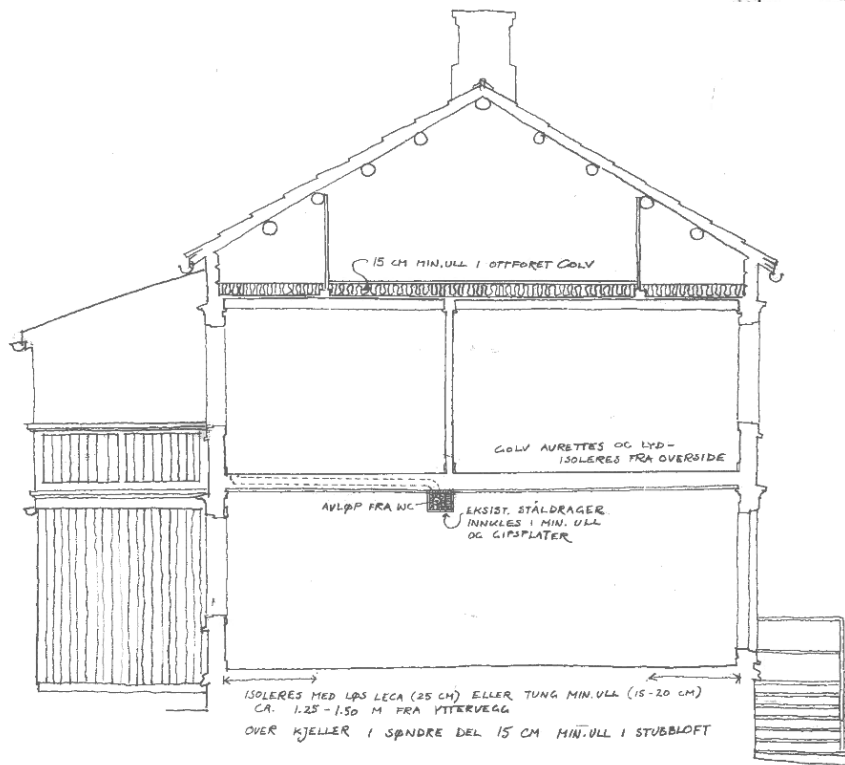 15 CM MIN.ULL I OPPFORET GOLV
GOLV AVRETTES OG LYD-
ISOLERES FRA OVERSIDE
AVLØP FRA WC
EKSIST. STÅLDRAGER
INNKLES I MIN. ULL
OG GIPSPLATER
ISOLERES MED LØS LECA (25 CM) ELLER TUNG MIN.ULL (15-20 CM)
CA. 1.25 - 1.50 M FRA YTTERVEGG
OVER KJELLER I SØNDRE DEL 15 CM MIN.ULL I STUBBLOFT